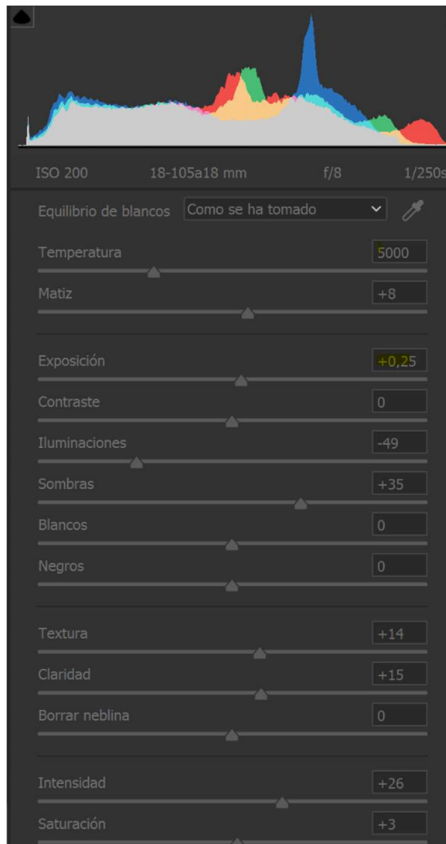 ISO 200 18-105a18 mm f/8 1/250s
Equilibrio de blancos Como se ha tomado
Temperatura 5000
Matiz +8
Exposición +0,25
Contraste 0
Iluminaciones -49
Sombras +35
Blancos 0
Negros 0
Textura +14
Claridad +15
Borrar neblina 0
Intensidad +26
Saturación +3